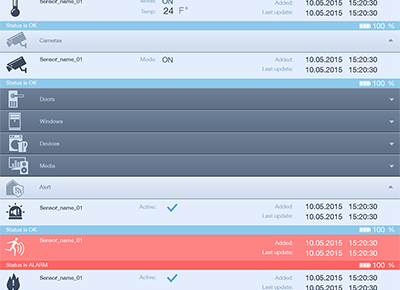 Sensor_name_01 Mode: ON Added: 10.05.2015 15:20:30
Temp: 24 F° Last update: 10.05.2015 15:20:30
Status is OK 100 %
Cameras
Sensor_name_01 Mode: ON Added: 10.05.2015 15:20:30
Last update: 10.05.2015 15:20:30
Status is OK 100 %
Doors
Windows
Devices
Media
Alert
Sensor_name_01 Active: Added: 10.05.2015 15:20:30
Last update: 10.05.2015 15:20:30
Status is OK 100 %
Sensor_name_01 Added: 10.05.2015 15:20:30
Last update: 10.05.2015 15:20:30
Status is ALARM 100 %
Sensor_name_01 Active: Added: 10.05.2015 15:20:30
Last update: 10.05.2015 15:20:30